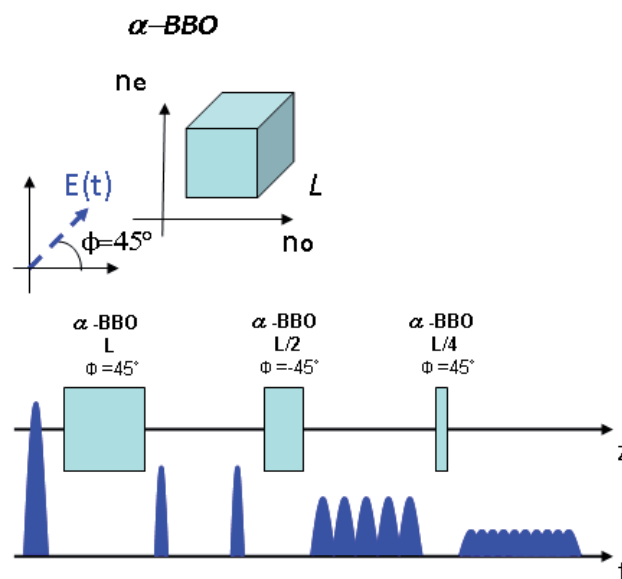 α-BBO
ne
E(t)
L
ϕ=45°
no
α-BBO α-BBO α-BBO
L L/2 L/4
Φ=45° Φ=-45° Φ=45°
z
t